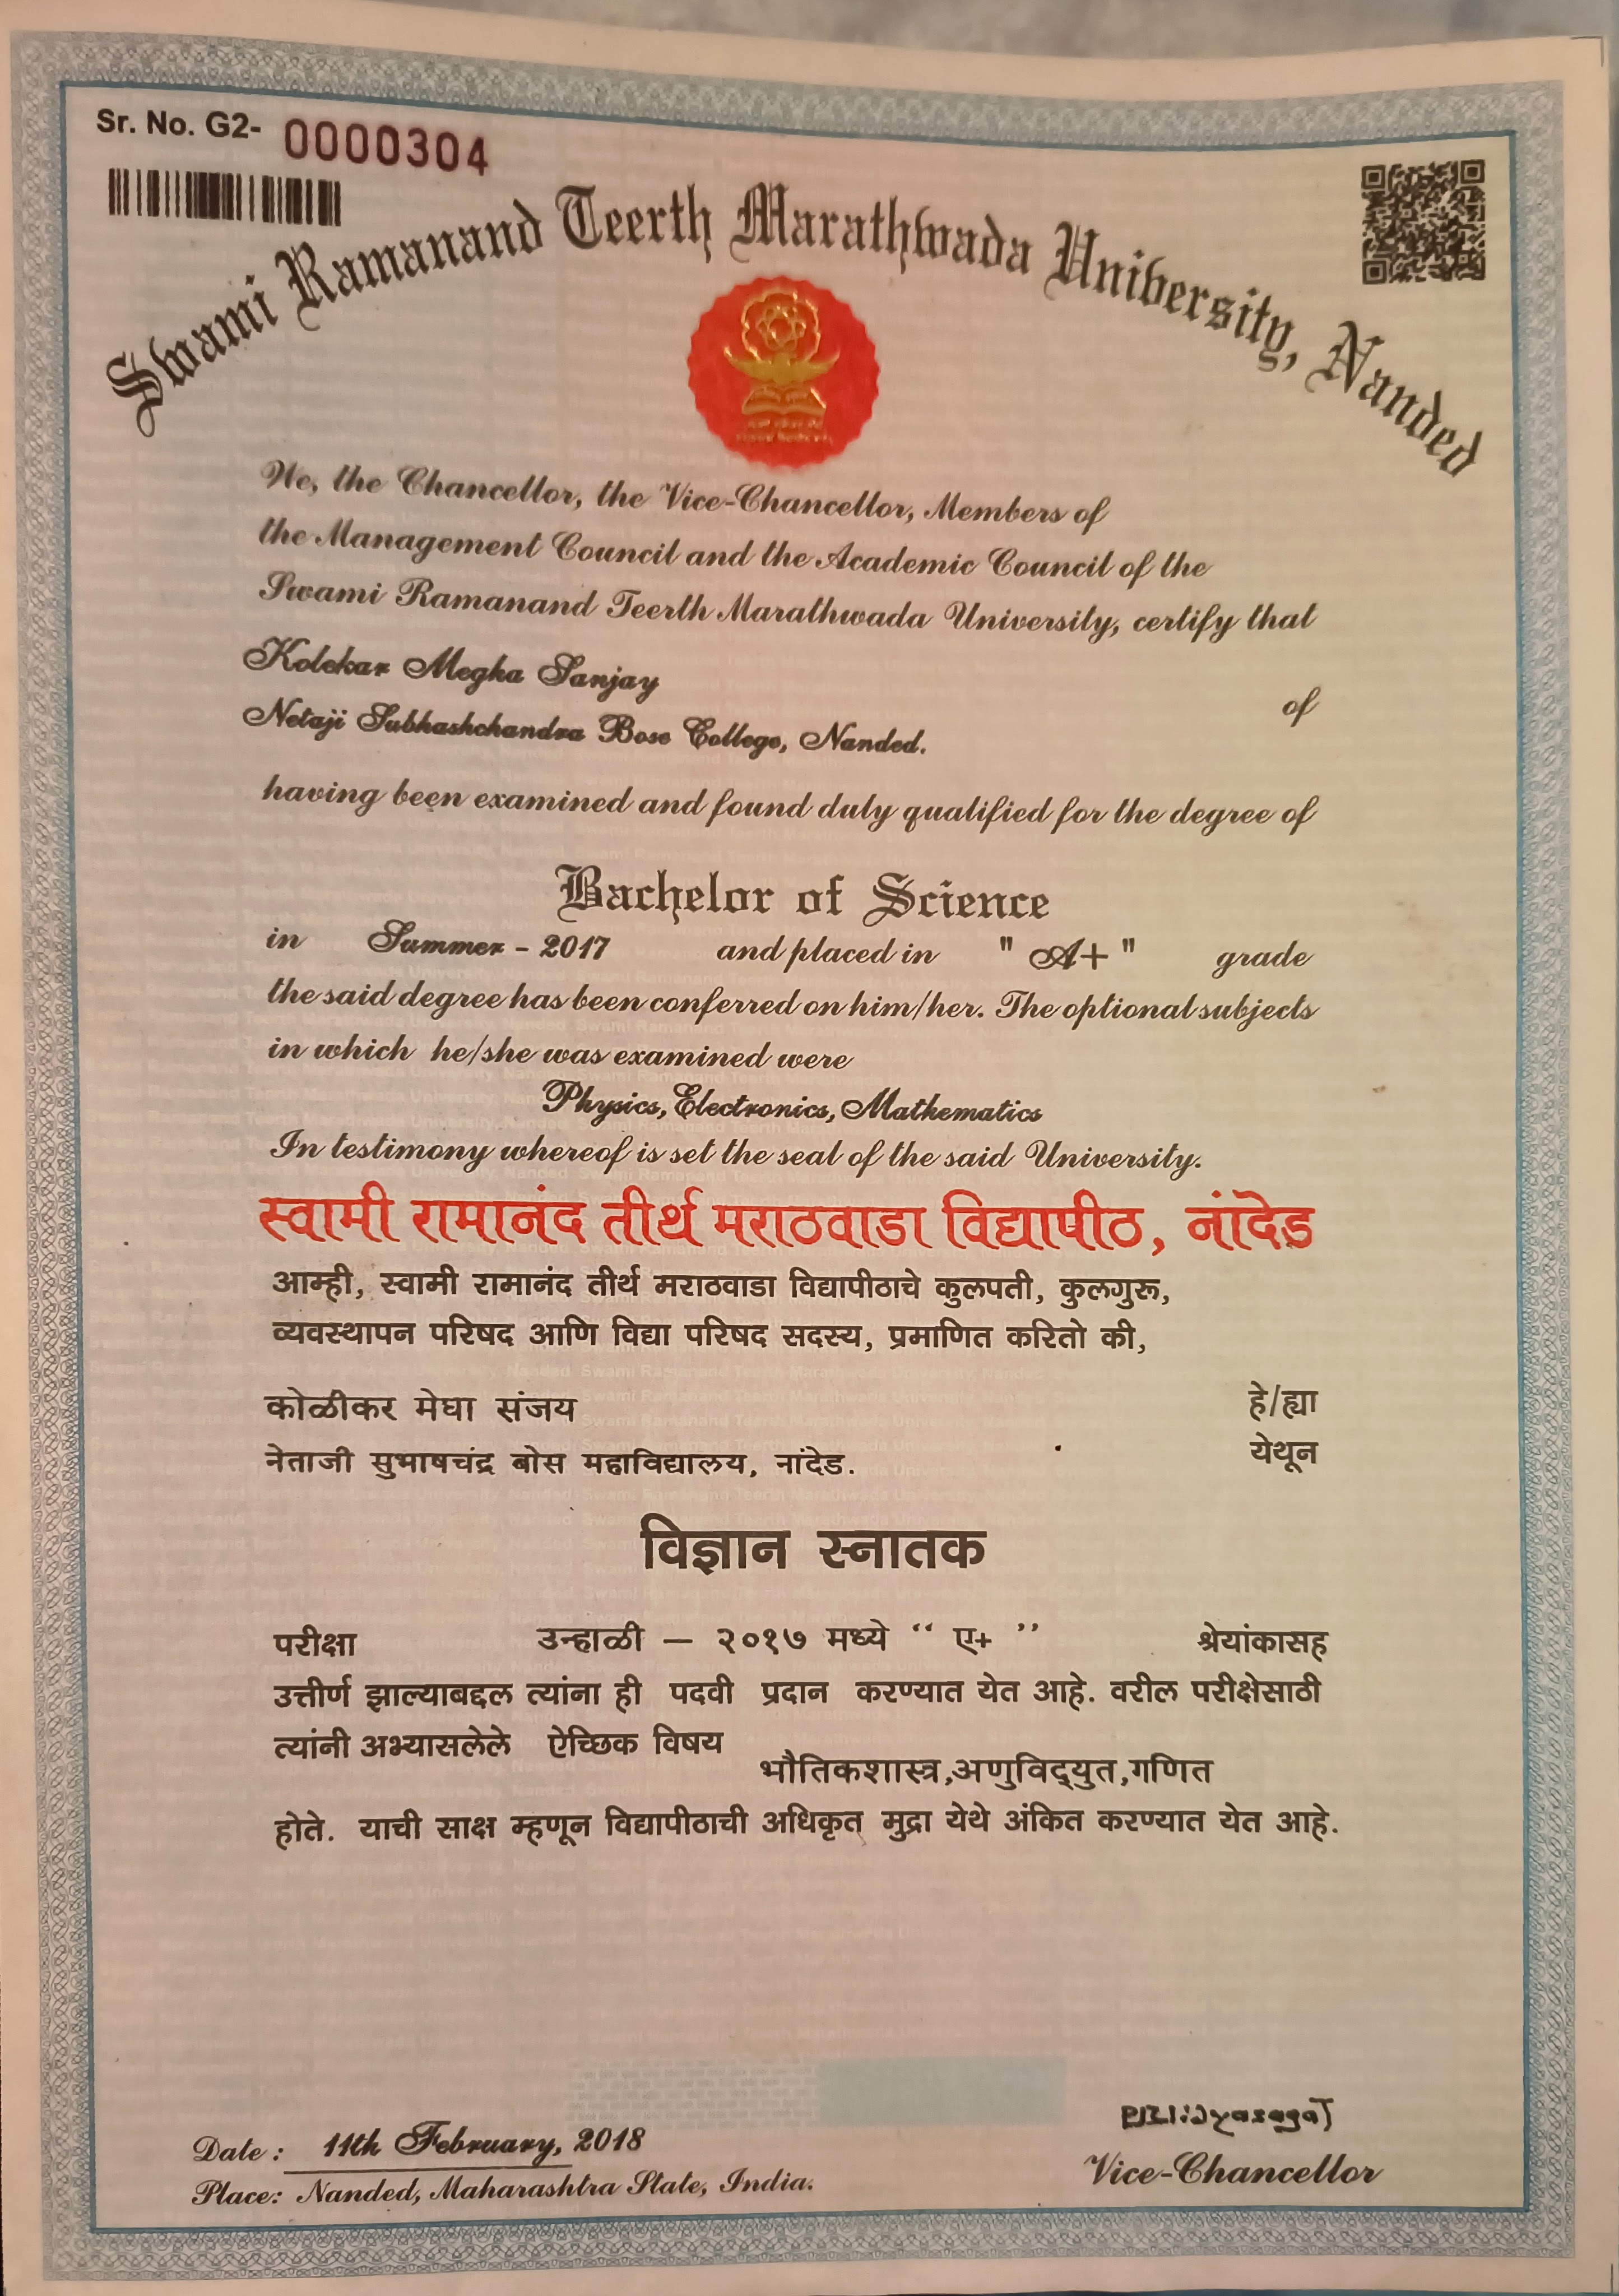 Sr. No. G2- 0000304
Swami Ramanand Teerth Marathwada University, Nanded
We, the Chancellor, the Vice-Chancellor, Members of
the Management Council and the Academic Council of the
Swami Ramanand Teerth Marathwada University, certify that
Kolekar Megha Sanjay
of
Netaji Subhashchandra Bose College, Nanded.
having been examined and found duly qualified for the degree of
Bachelor of Science
in Summer - 2017 and placed in " A+ " grade
the said degree has been conferred on him/her. The optional subjects
in which he/she was examined were
Physics, Electronics, Mathematics
In testimony whereof is set the seal of the said University.
स्वामी रामानंद तीर्थ मराठवाडा विद्यापीठ, नांदेड
आम्ही, स्वामी रामानंद तीर्थ मराठवाडा विद्यापीठाचे कुलपती, कुलगुरू,
व्यवस्थापन परिषद आणि विद्या परिषद सदस्य, प्रमाणित करितो की,
कोळीकर मेघा संजय हे/ह्या
नेताजी सुभाषचंद्र बोस महाविद्यालय, नांदेड. येथून
विज्ञान स्नातक
परीक्षा उन्हाळी – २०१७ मध्ये “ ए+ ” श्रेयांकासह
उत्तीर्ण झाल्याबद्दल त्यांना ही पदवी प्रदान करण्यात येत आहे. वरील परीक्षेसाठी
त्यांनी अभ्यासलेले ऐच्छिक विषय
भौतिकशास्त्र,अणुविद्‌युत,गणित
होते. याची साक्ष म्हणून विद्यापीठाची अधिकृत मुद्रा येथे अंकित करण्यात येत आहे.
Date : 11th February, 2018
Place: Nanded, Maharashtra State, India.
Vice-Chancellor